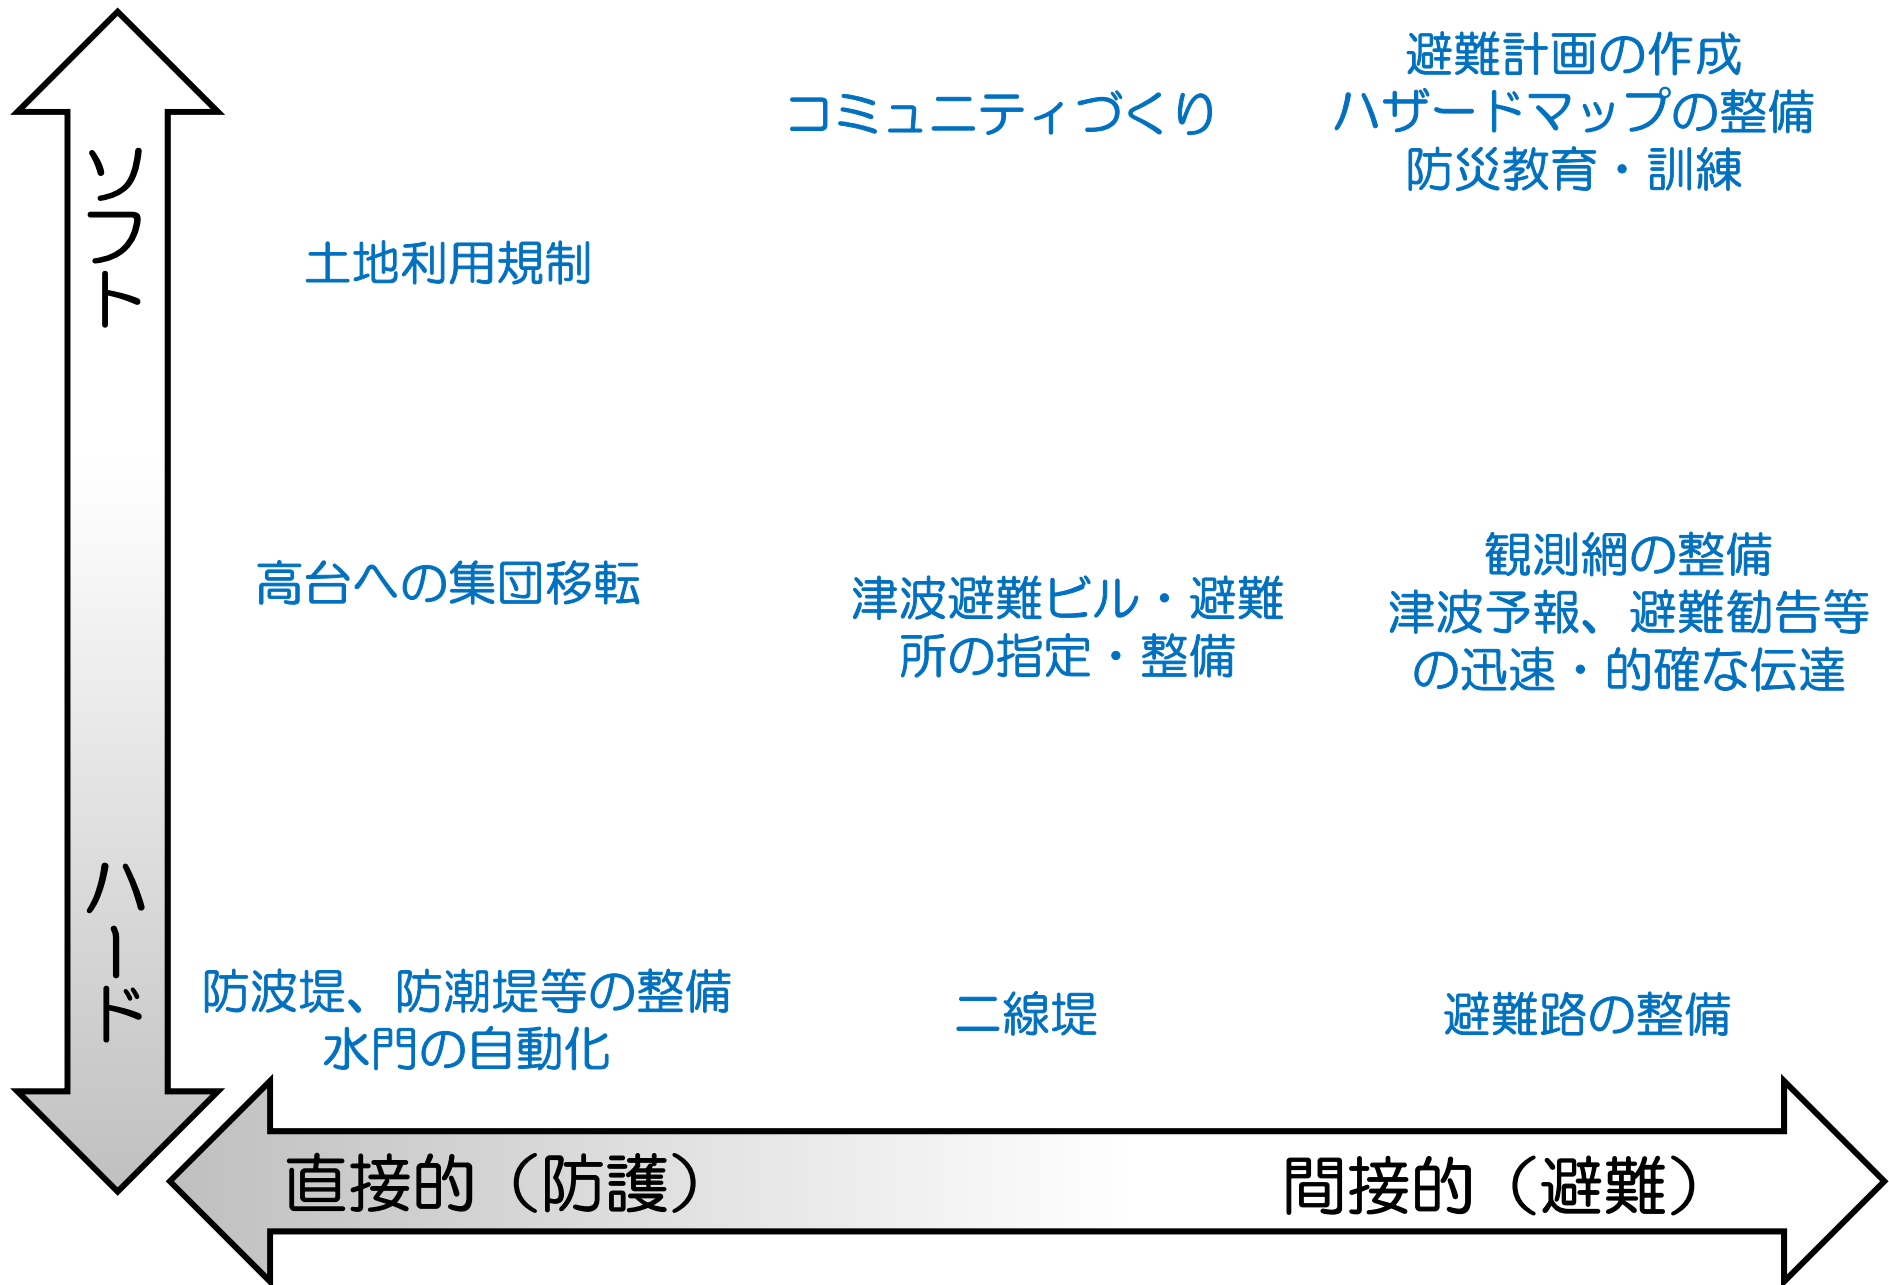 ソフト
避難計画の作成
ハザードマップの整備
防災教育・訓練
コミュニティづくり
土地利用規制
高台への集団移転
津波避難ビル・避難
所の指定・整備
観測網の整備
津波予報、避難勧告等
の迅速・的確な伝達
ハード
防波堤、防潮堤等の整備
水門の自動化
二線堤
避難路の整備
直接的（防護）
間接的（避難）